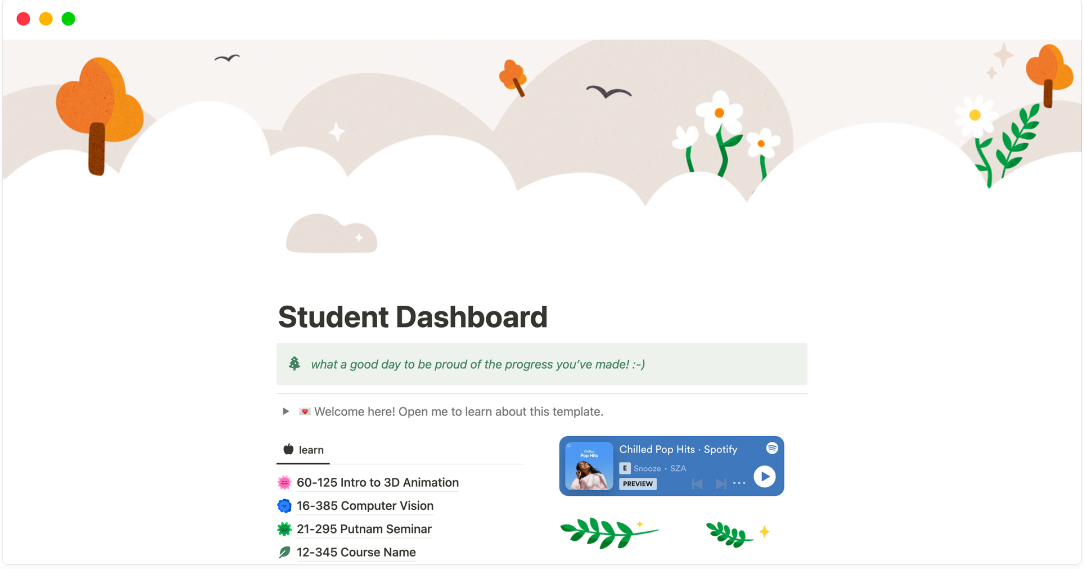 Student Dashboard
what a good day to be proud of the progress you've made! :-)
Welcome here! Open me to learn about this template.
learn
60-125 Intro to 3D Animation
16-385 Computer Vision
21-295 Putnam Seminar
12-345 Course Name
Chilled Pop Hits · Spotify
E Snooze · SZA
PREVIEW
Chilled
Pop Hits